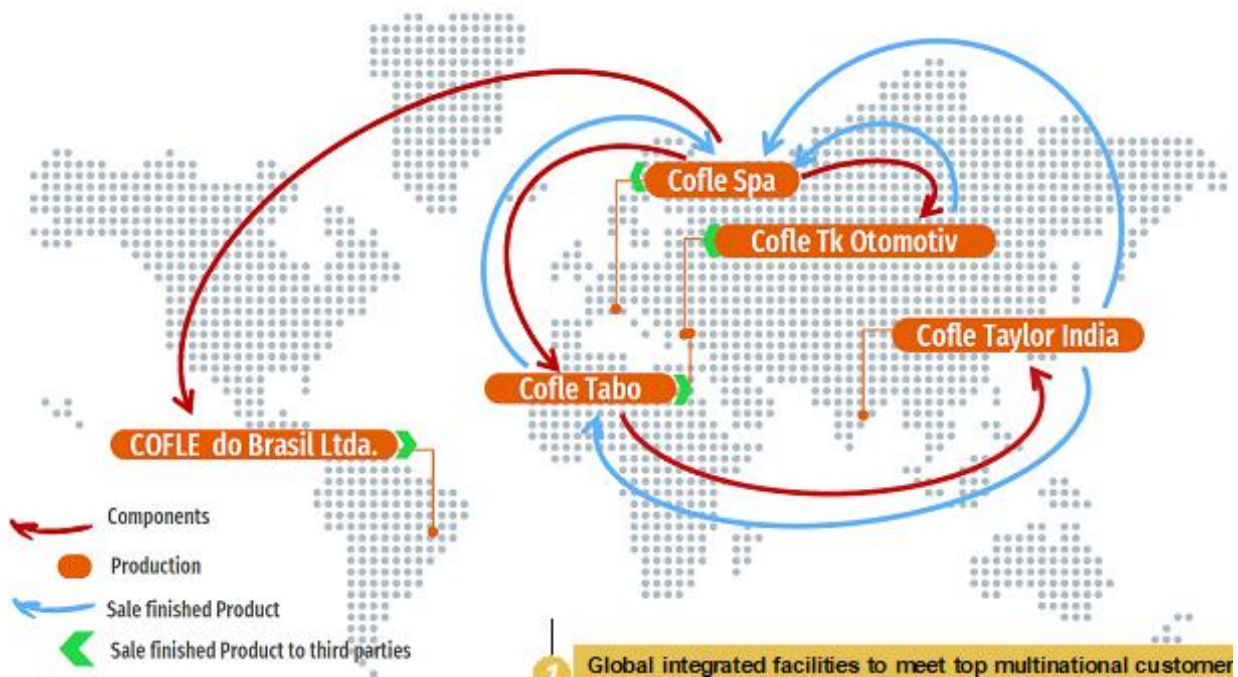 Cofle Spa
Cofle Tk Otomotiv
Cofle Taylor India
Cofle Tabo
COFLE do Brasil Ltda.
Components
Production
Sale finished Product
Sale finished Product to third parties
1 Global integrated facilities to meet top multinational customer